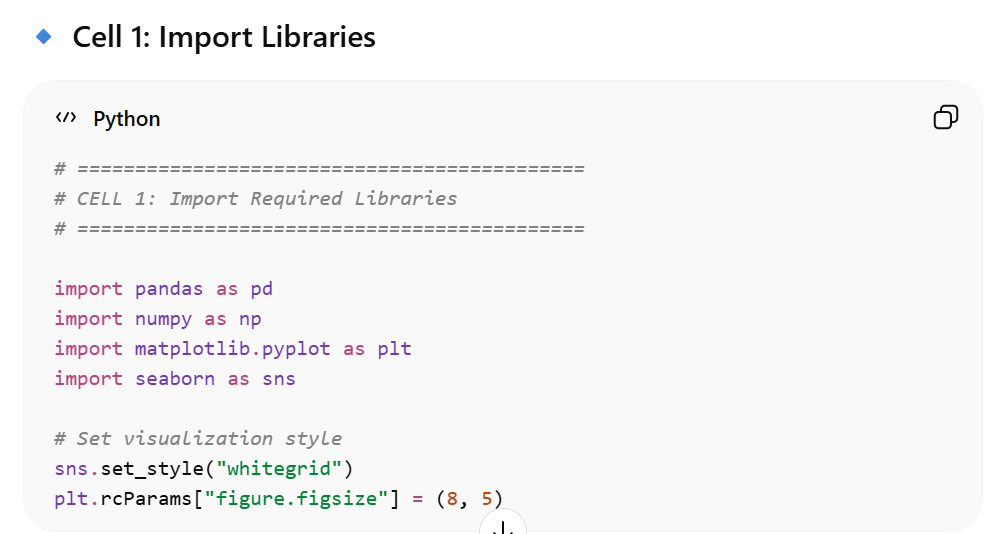 Cell 1: Import Libraries
Python
# ============================================
# CELL 1: Import Required Libraries
# ============================================
import pandas as pd
import numpy as np
import matplotlib.pyplot as plt
import seaborn as sns
# Set visualization style
sns.set_style("whitegrid")
plt.rcParams["figure.figsize"] = (8, 5)